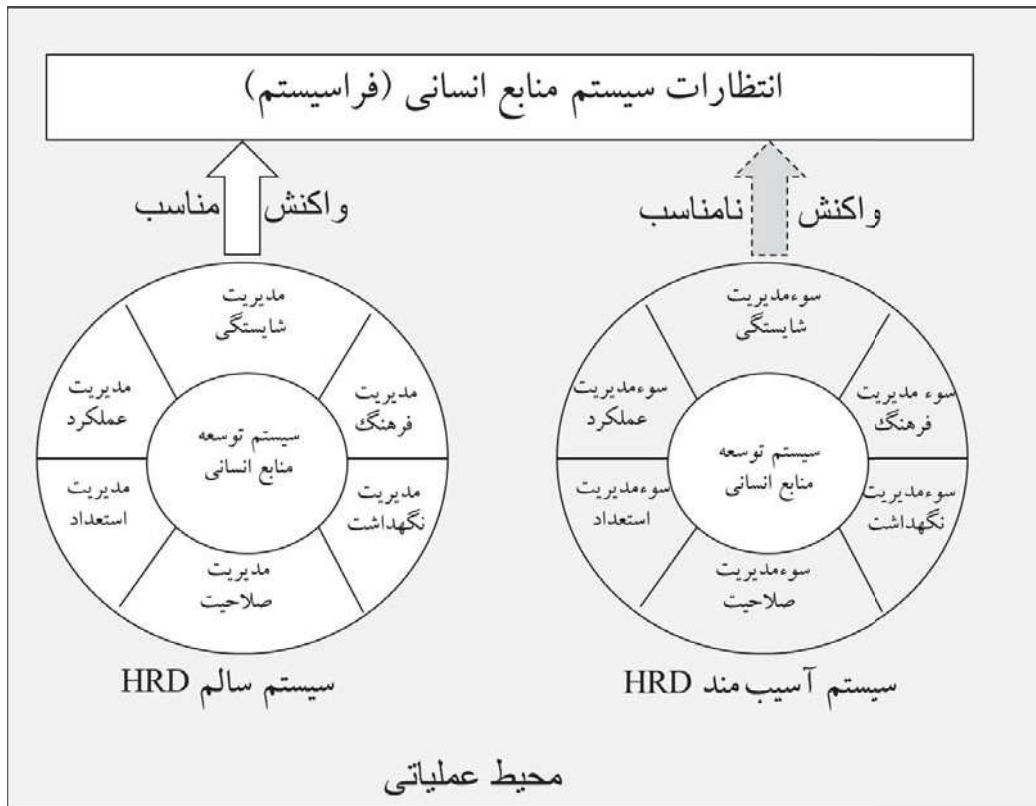 انتظارات سیستم منابع انسانی (فراسیستم)
واکنش نامناسب
واکنش مناسب
سوءمدیریت
شایستگی
سوء مدیریت
فرهنگ
سوءمدیریت
عملکرد
سیستم توسعه
منابع انسانی
سوءمدیریت
نگهداشت
سوءمدیریت
استعداد
سوءمدیریت
صلاحیت
سیستم آسیب مند HRD
مدیریت
شایستگی
مدیریت
فرهنگ
مدیریت
عملکرد
سیستم توسعه
منابع انسانی
مدیریت
نگهداشت
مدیریت
استعداد
مدیریت
صلاحیت
سیستم سالم HRD
محیط عملیاتی